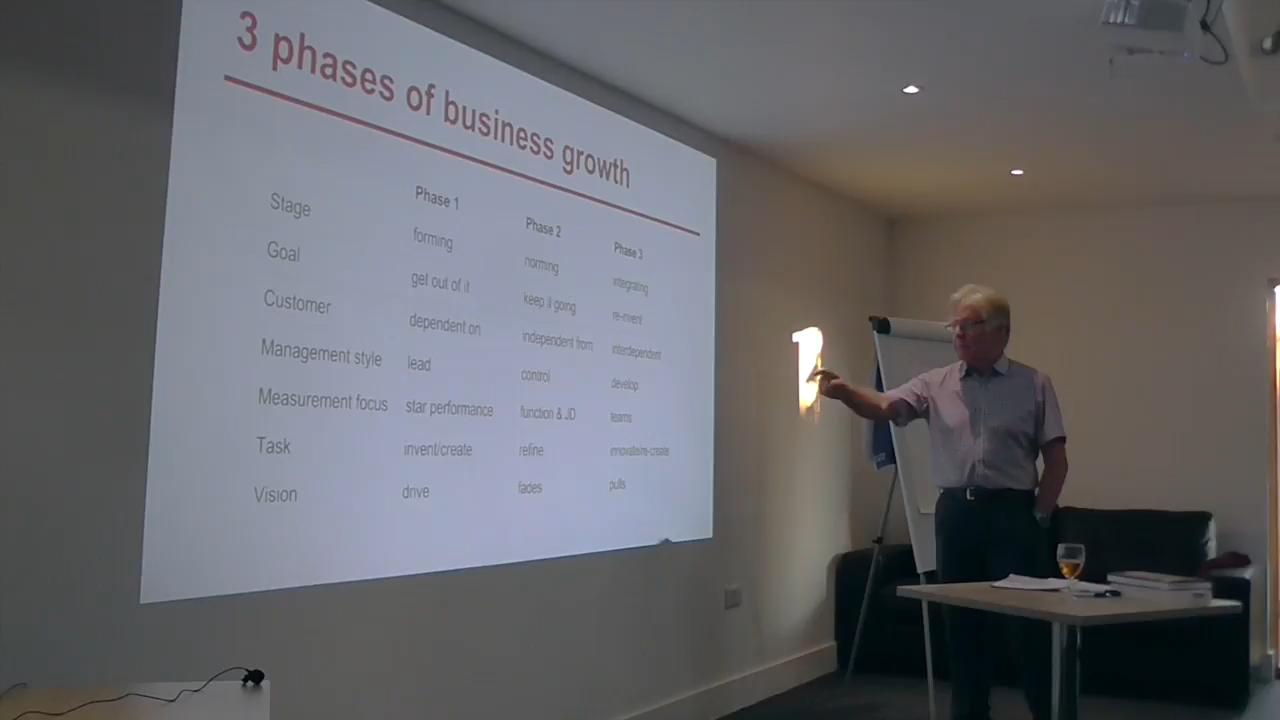 3 phases of business growth
Phase 1 Phase 2 Phase 3
Stage forming norming integrating
Goal get out of it keep it going re-invent
Customer dependent on independent from interdependent
Management style lead control develop
Measurement focus star performance function & JD teams
Task invent/create refine innovate/re-create
Vision drive fades pulls